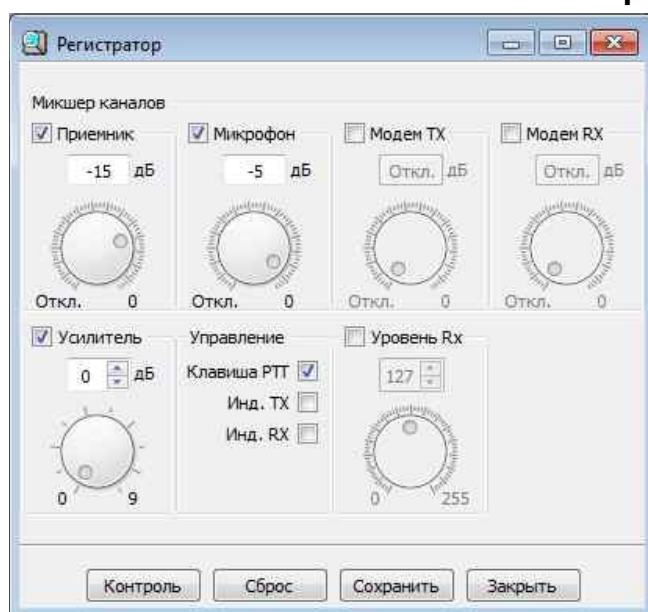 Регистратор
Микшер каналов
Приемник Микрофон Модем TX Модем RX
-15 дБ -5 дБ Откл. дБ Откл. дБ
Откл. 0 Откл. 0 Откл. 0 Откл. 0
Усилитель Управление Уровень Rx
0 дБ Клавиша PTT 127
Инд. TX
Инд. RX
0 9 0 255
Контроль Сброс Сохранить Закрыть